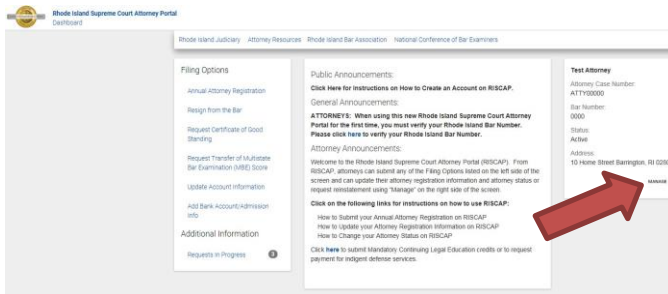 Rhode Island Supreme Court Attorney Portal
Dashboard
Rhode Island Judiciary Attorney Resources Rhode Island Bar Association National Conference of Bar Examiners
Filing Options
Annual Attorney Registration
Resign from the Bar
Request Certificate of Good
Standing
Request Transfer of Multistate
Bar Examination (MBE) Score
Update Account Information
Add Bank Account/Admission
Info
Additional Information
Requests In Progress
Public Announcements:
Click Here for Instructions on How to Create an Account on RISCAP.
General Announcements:
ATTORNEYS: When using this new Rhode Island Supreme Court Attorney
Portal for the first time, you must verify your Rhode Island Bar Number.
Please click here to verify your Rhode Island Bar Number.
Attorney Announcements:
Welcome to the Rhode Island Supreme Court Attorney Portal (RISCAP). From
RISCAP, attorneys can submit any of the Filing Options listed on the left side of the
screen and can update their attorney registration information and attorney status or
request reinstatement using "Manage" on the right side of the screen.
Click on the following links for instructions on how to use RISCAP:
How to Submit your Annual Attorney Registration on RISCAP
How to Update your Attorney Registration Information on RISCAP
How to Change your Attorney Status on RISCAP
Click here to submit Mandatory Continuing Legal Education credits or to request
payment for indigent defense services.
Test Attorney
Attorney Case Number:
ATTY00000
Bar Number:
0000
Status:
Active
Address:
10 Home Street Barrington, RI
MANAGE